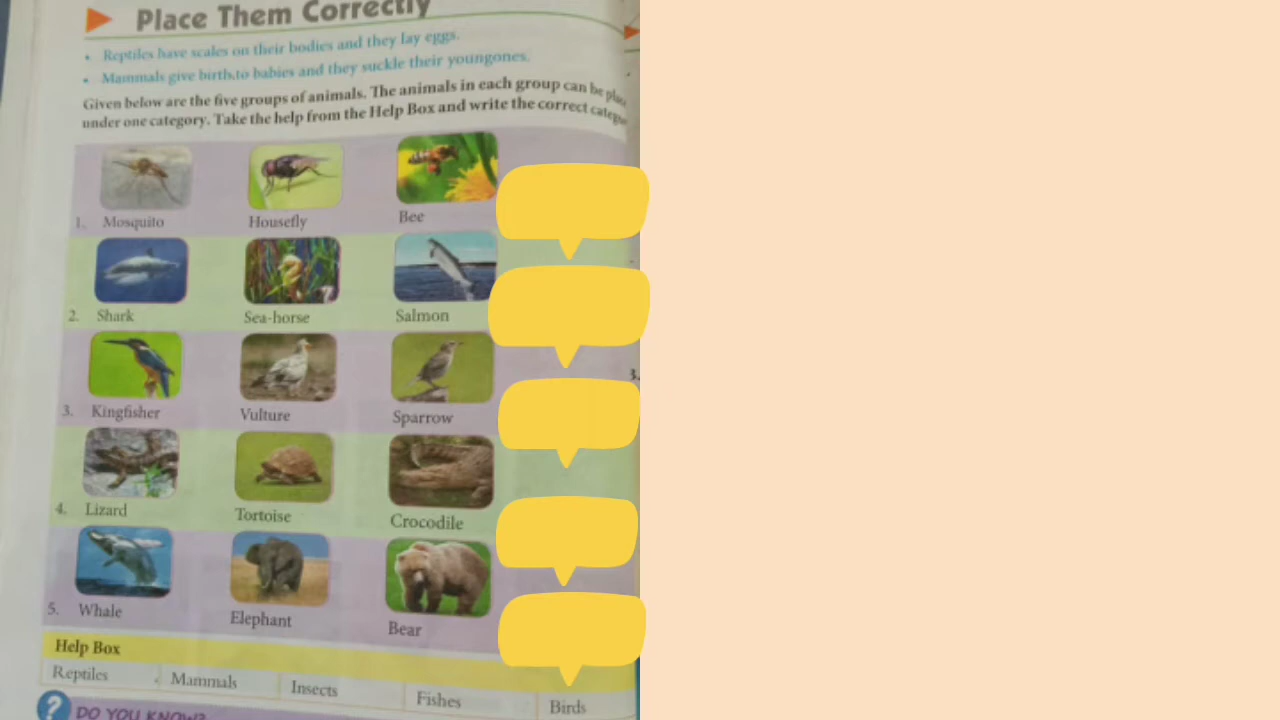 Place Them Correctly
• Reptiles have scales on their bodies and they lay eggs.
• Mammals give birth to babies and they suckle their youngones.
Given below are the five groups of animals. The animals in each group can be
under one category. Take the help from the Help Box and write the correct
1. Mosquito Housefly Bee
2. Shark Sea-horse Salmon
3. Kingfisher Vulture Sparrow
4. Lizard Tortoise Crocodile
5. Whale Elephant Bear
Help Box
Reptiles Mammals Insects Fishes Birds
? DO YOU KNOW?
3.